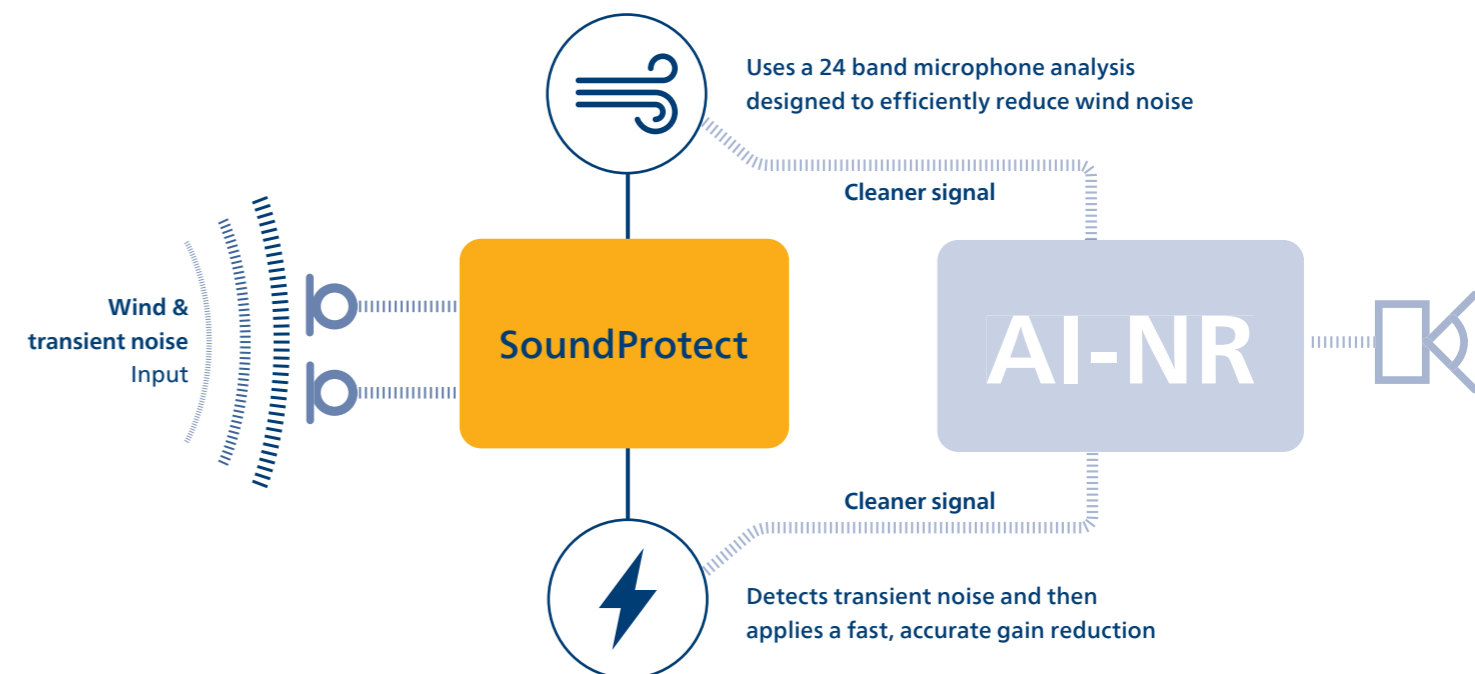 Uses a 24 band microphone analysis
designed to efficiently reduce wind noise
Cleaner signal
Wind &
transient noise
Input
SoundProtect
AI-NR
Cleaner signal
Detects transient noise and then
applies a fast, accurate gain reduction